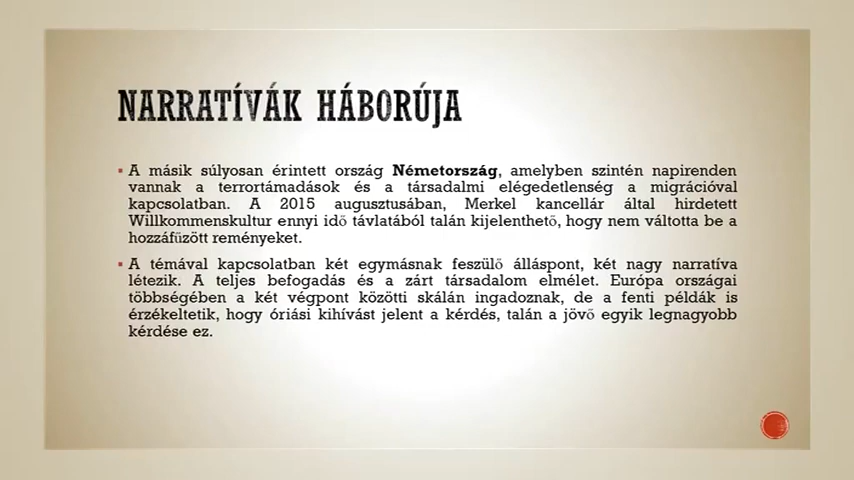 NARRATÍVÁK HÁBORÚJA
A másik súlyosan érintett ország Németország, amelyben szintén napirenden
vannak a terrortámadások és a társadalmi elégedetlenség a migrációval
kapcsolatban. A 2015 augusztusában, Merkel kancellár által hirdetett
Willkommenskultur ennyi idő távlatából talán kijelenthető, hogy nem váltotta be a
hozzáfűzött reményeket.
A témával kapcsolatban két egymásnak feszülő álláspont, két nagy narratíva
létezik. A teljes befogadás és a zárt társadalom elmélet. Európa országai
többségében a két végpont közötti skálán ingadoznak, de a fenti példák is
érzékeltetik, hogy óriási kihívást jelent a kérdés, talán a jövő egyik legnagyobb
kérdése ez.